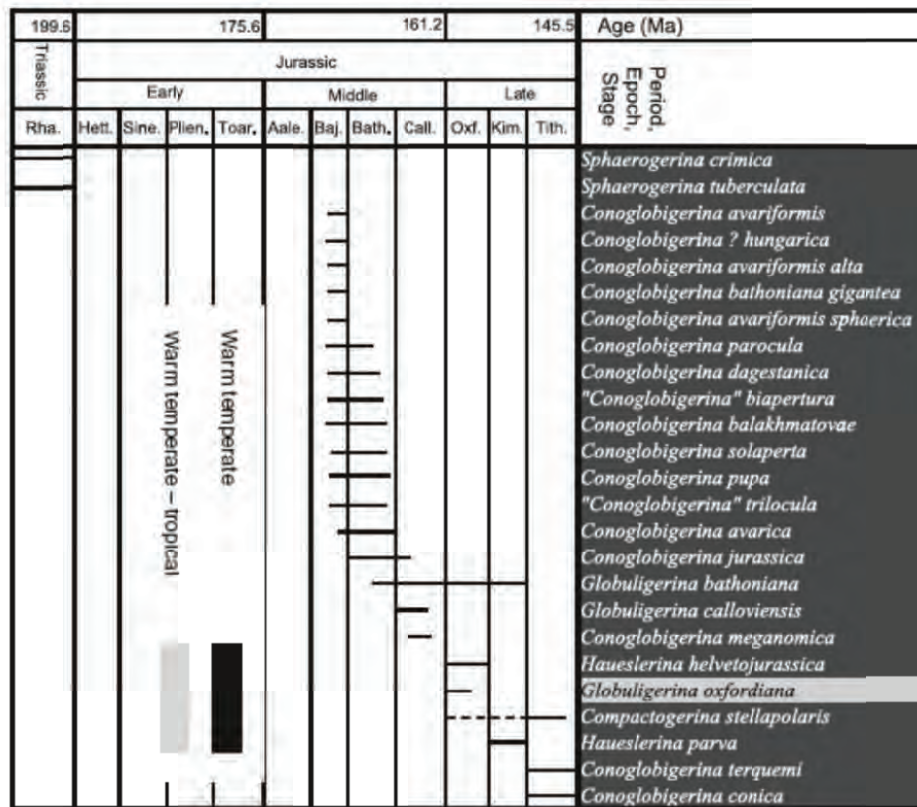 199.6 175.6 161.2 145.5 Age (Ma)
Triassic
Jurassic
Early Middle Late
Rha. Hett. Sine. Plien. Toar. Aale. Baj. Bath. Call. Oxf. Kim. Tith.
Period,
Epoch,
Stage
Sphaerogerina crimica
Sphaerogerina tuberculata
Conoglobigerina avariformis
Conoglobigerina ? hungarica
Conoglobigerina avariformis alta
Conoglobigerina bathoniana gigantea
Conoglobigerina avariformis sphaerica
Conoglobigerina parocula
Conoglobigerina dagestanica
"Conoglobigerina" biapertura
Conoglobigerina balakhmatovae
Conoglobigerina solaperta
Conoglobigerina pupa
"Conoglobigerina" trilocula
Conoglobigerina avarica
Conoglobigerina jurassica
Globuligerina bathoniana
Globuligerina calloviensis
Conoglobigerina meganomica
Haueslerina helvetojurassica
Globuligerina oxfordiana
Compactogerina stellapolaris
Haueslerina parva
Conoglobigerina terquemi
Conoglobigerina conica
Warm temperate
Warm temperate – tropical